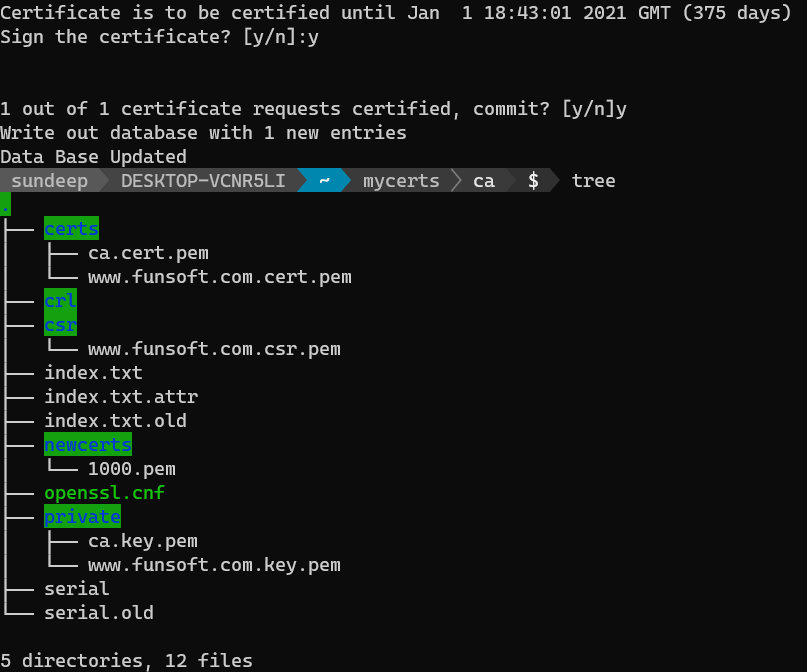 Certificate is to be certified until Jan  1 18:43:01 2021 GMT (375 days)
Sign the certificate? [y/n]:y
1 out of 1 certificate requests certified, commit? [y/n]y
Write out database with 1 new entries
Data Base Updated
sundeep DESKTOP-VCNR5LI ~ mycerts ca $ tree
.
├── certs
│   ├── ca.cert.pem
│   └── www.funsoft.com.cert.pem
├── crl
├── csr
│   └── www.funsoft.com.csr.pem
├── index.txt
├── index.txt.attr
├── index.txt.old
├── newcerts
│   └── 1000.pem
├── openssl.cnf
├── private
│   ├── ca.key.pem
│   └── www.funsoft.com.key.pem
├── serial
└── serial.old
5 directories, 12 files